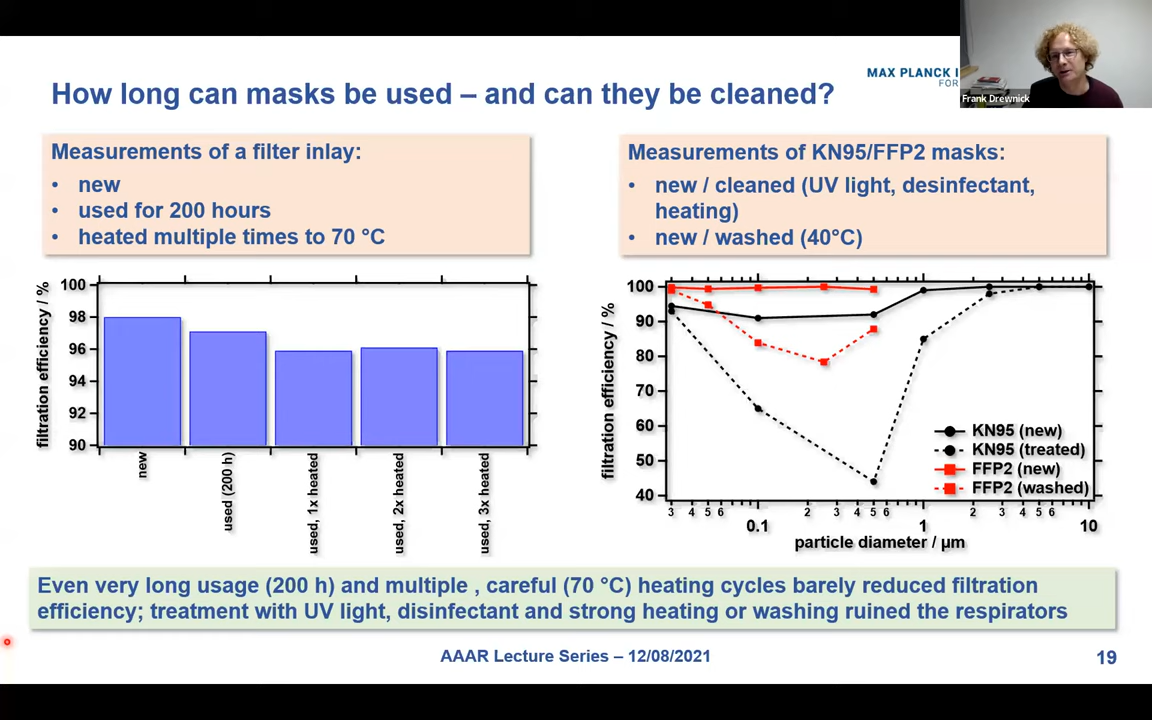 MAX PLANCK I
FOR
Frank Drewnick
How long can masks be used – and can they be cleaned?
Measurements of a filter inlay:
• new
• used for 200 hours
• heated multiple times to 70 °C
Measurements of KN95/FFP2 masks:
• new / cleaned (UV light, desinfectant,
heating)
• new / washed (40°C)
filtration efficiency / %
100
98
96
94
92
90
new
used (200 h)
used, 1x heated
used, 2x heated
used, 3x heated
filtration efficiency / %
100
90
80
70
60
50
40
KN95 (new)
KN95 (treated)
FFP2 (new)
FFP2 (washed)
3 4 5 6 2 3 4 5 6 2 3 4 5 6
0.1 1 10
particle diameter / µm
Even very long usage (200 h) and multiple , careful (70 °C) heating cycles barely reduced filtration
efficiency; treatment with UV light, disinfectant and strong heating or washing ruined the respirators
AAAR Lecture Series – 12/08/2021
19